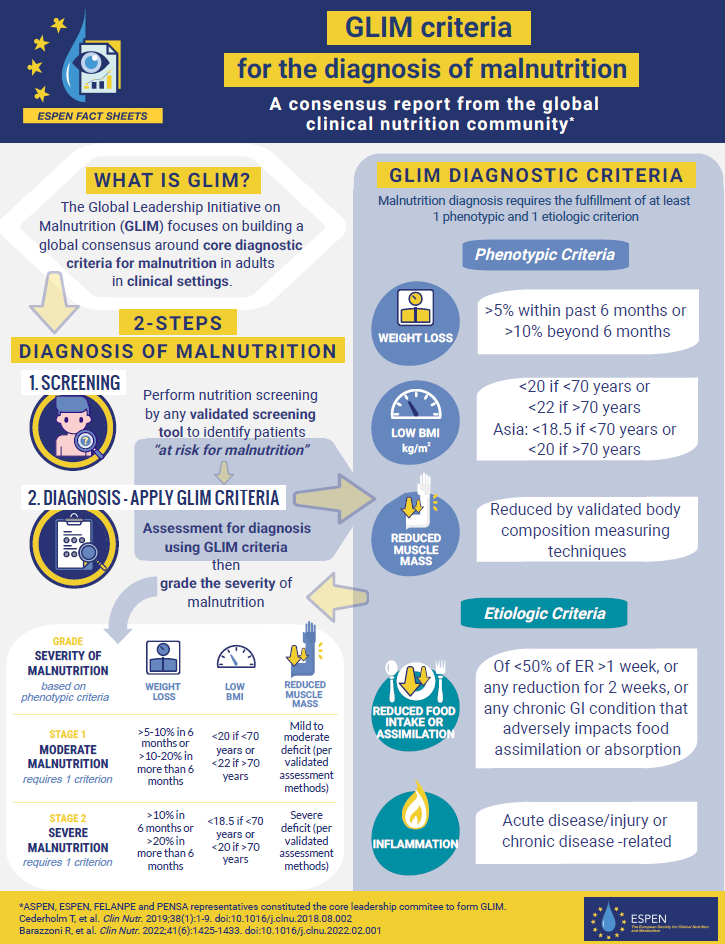 GLIM criteria
for the diagnosis of malnutrition
A consensus report from the global
clinical nutrition community*
ESPEN FACT SHEETS
WHAT IS GLIM?
The Global Leadership Initiative on
Malnutrition (GLIM) focuses on building a
global consensus around core diagnostic
criteria for malnutrition in adults
in clinical settings.
2-STEPS
DIAGNOSIS OF MALNUTRITION
1. SCREENING
Perform nutrition screening
by any validated screening
tool to identify patients
"at risk for malnutrition"
2. DIAGNOSIS - APPLY GLIM CRITERIA
Assessment for diagnosis
using GLIM criteria
then
grade the severity of
malnutrition
GRADE
SEVERITY OF
MALNUTRITION
based on
phenotypic criteria
WEIGHT
LOSS
LOW
BMI
REDUCED
MUSCLE
MASS
STAGE 1
MODERATE
MALNUTRITION
requires 1 criterion
>5-10% in 6
months or
>10-20% in
more than 6
months
<20 if <70
years or
<22 if >70
years
Mild to
moderate
deficit (per
validated
assessment
methods)
STAGE 2
SEVERE
MALNUTRITION
requires 1 criterion
>10% in
6 months or
>20% in
more than 6
months
<18.5 if <70
years or
<20 if >70
years
Severe
deficit (per
validated
assessment
methods)
GLIM DIAGNOSTIC CRITERIA
Malnutrition diagnosis requires the fulfillment of at least
1 phenotypic and 1 etiologic criterion
Phenotypic Criteria
WEIGHT LOSS
>5% within past 6 months or
>10% beyond 6 months
LOW BMI
kg/m²
<20 if <70 years or
<22 if >70 years
Asia: <18.5 if <70 years or
<20 if >70 years
REDUCED
MUSCLE
MASS
Reduced by validated body
composition measuring
techniques
Etiologic Criteria
REDUCED FOOD
INTAKE OR
ASSIMILATION
Of <50% of ER >1 week, or
any reduction for 2 weeks, or
any chronic GI condition that
adversely impacts food
assimilation or absorption
INFLAMMATION
Acute disease/injury or
chronic disease -related
*ASPEN, ESPEN, FELANPE and PENSA representatives constituted the core leadership commitee to form GLIM.
Cederholm T, et al. Clin Nutr. 2019;38(1):1-9. doi:10.1016/j.clnu.2018.08.002
Barazzoni R, et al. Clin Nutr. 2022;41(6):1425-1433. doi:10.1016/j.clnu.2022.02.001
ESPEN
The European Society for Clinical Nutrition
and Metabolism